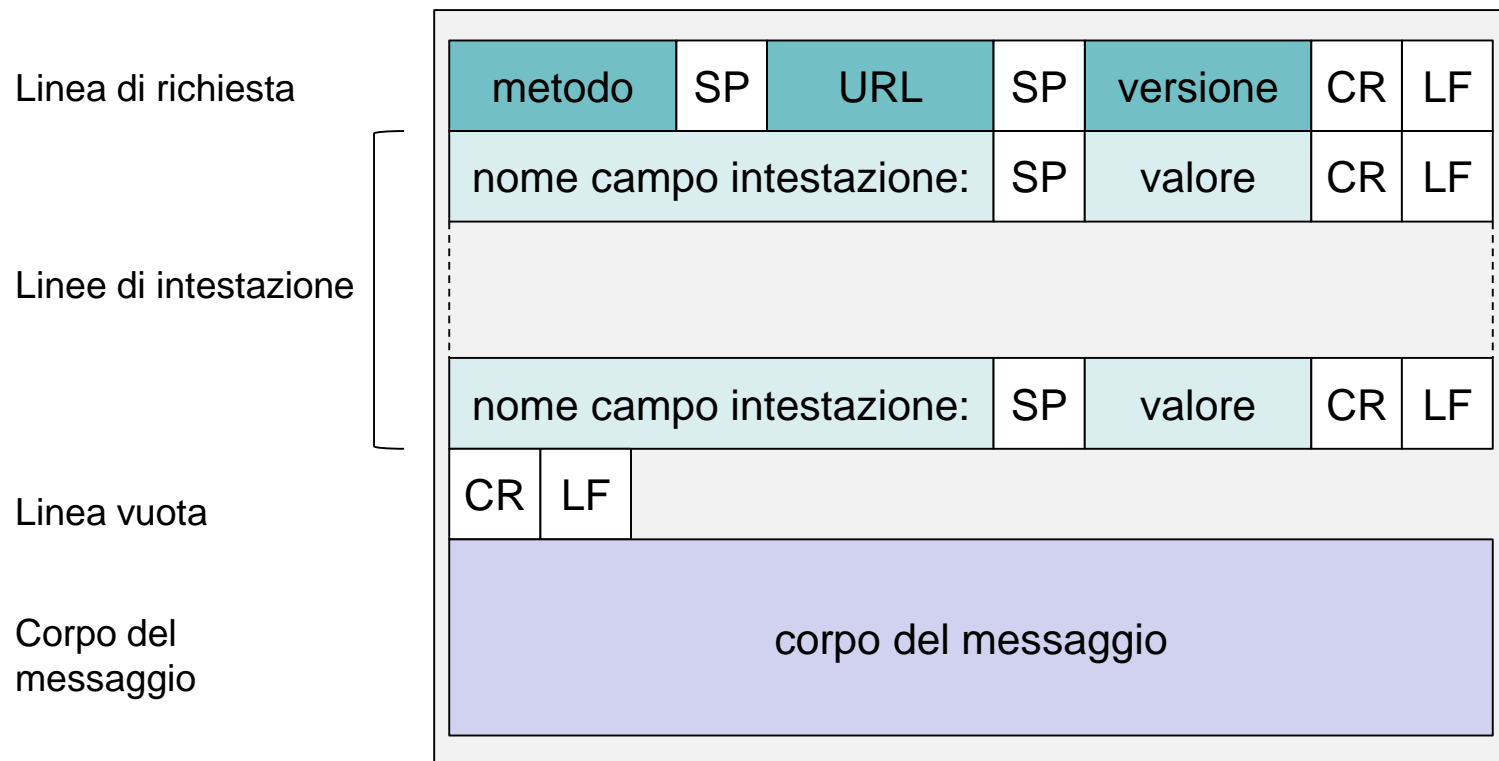 Linea di richiesta
metodo SP URL SP versione CR LF
nome campo intestazione: SP valore CR LF
Linee di intestazione
nome campo intestazione: SP valore CR LF
Linea vuota
CR LF
Corpo del
messaggio
corpo del messaggio